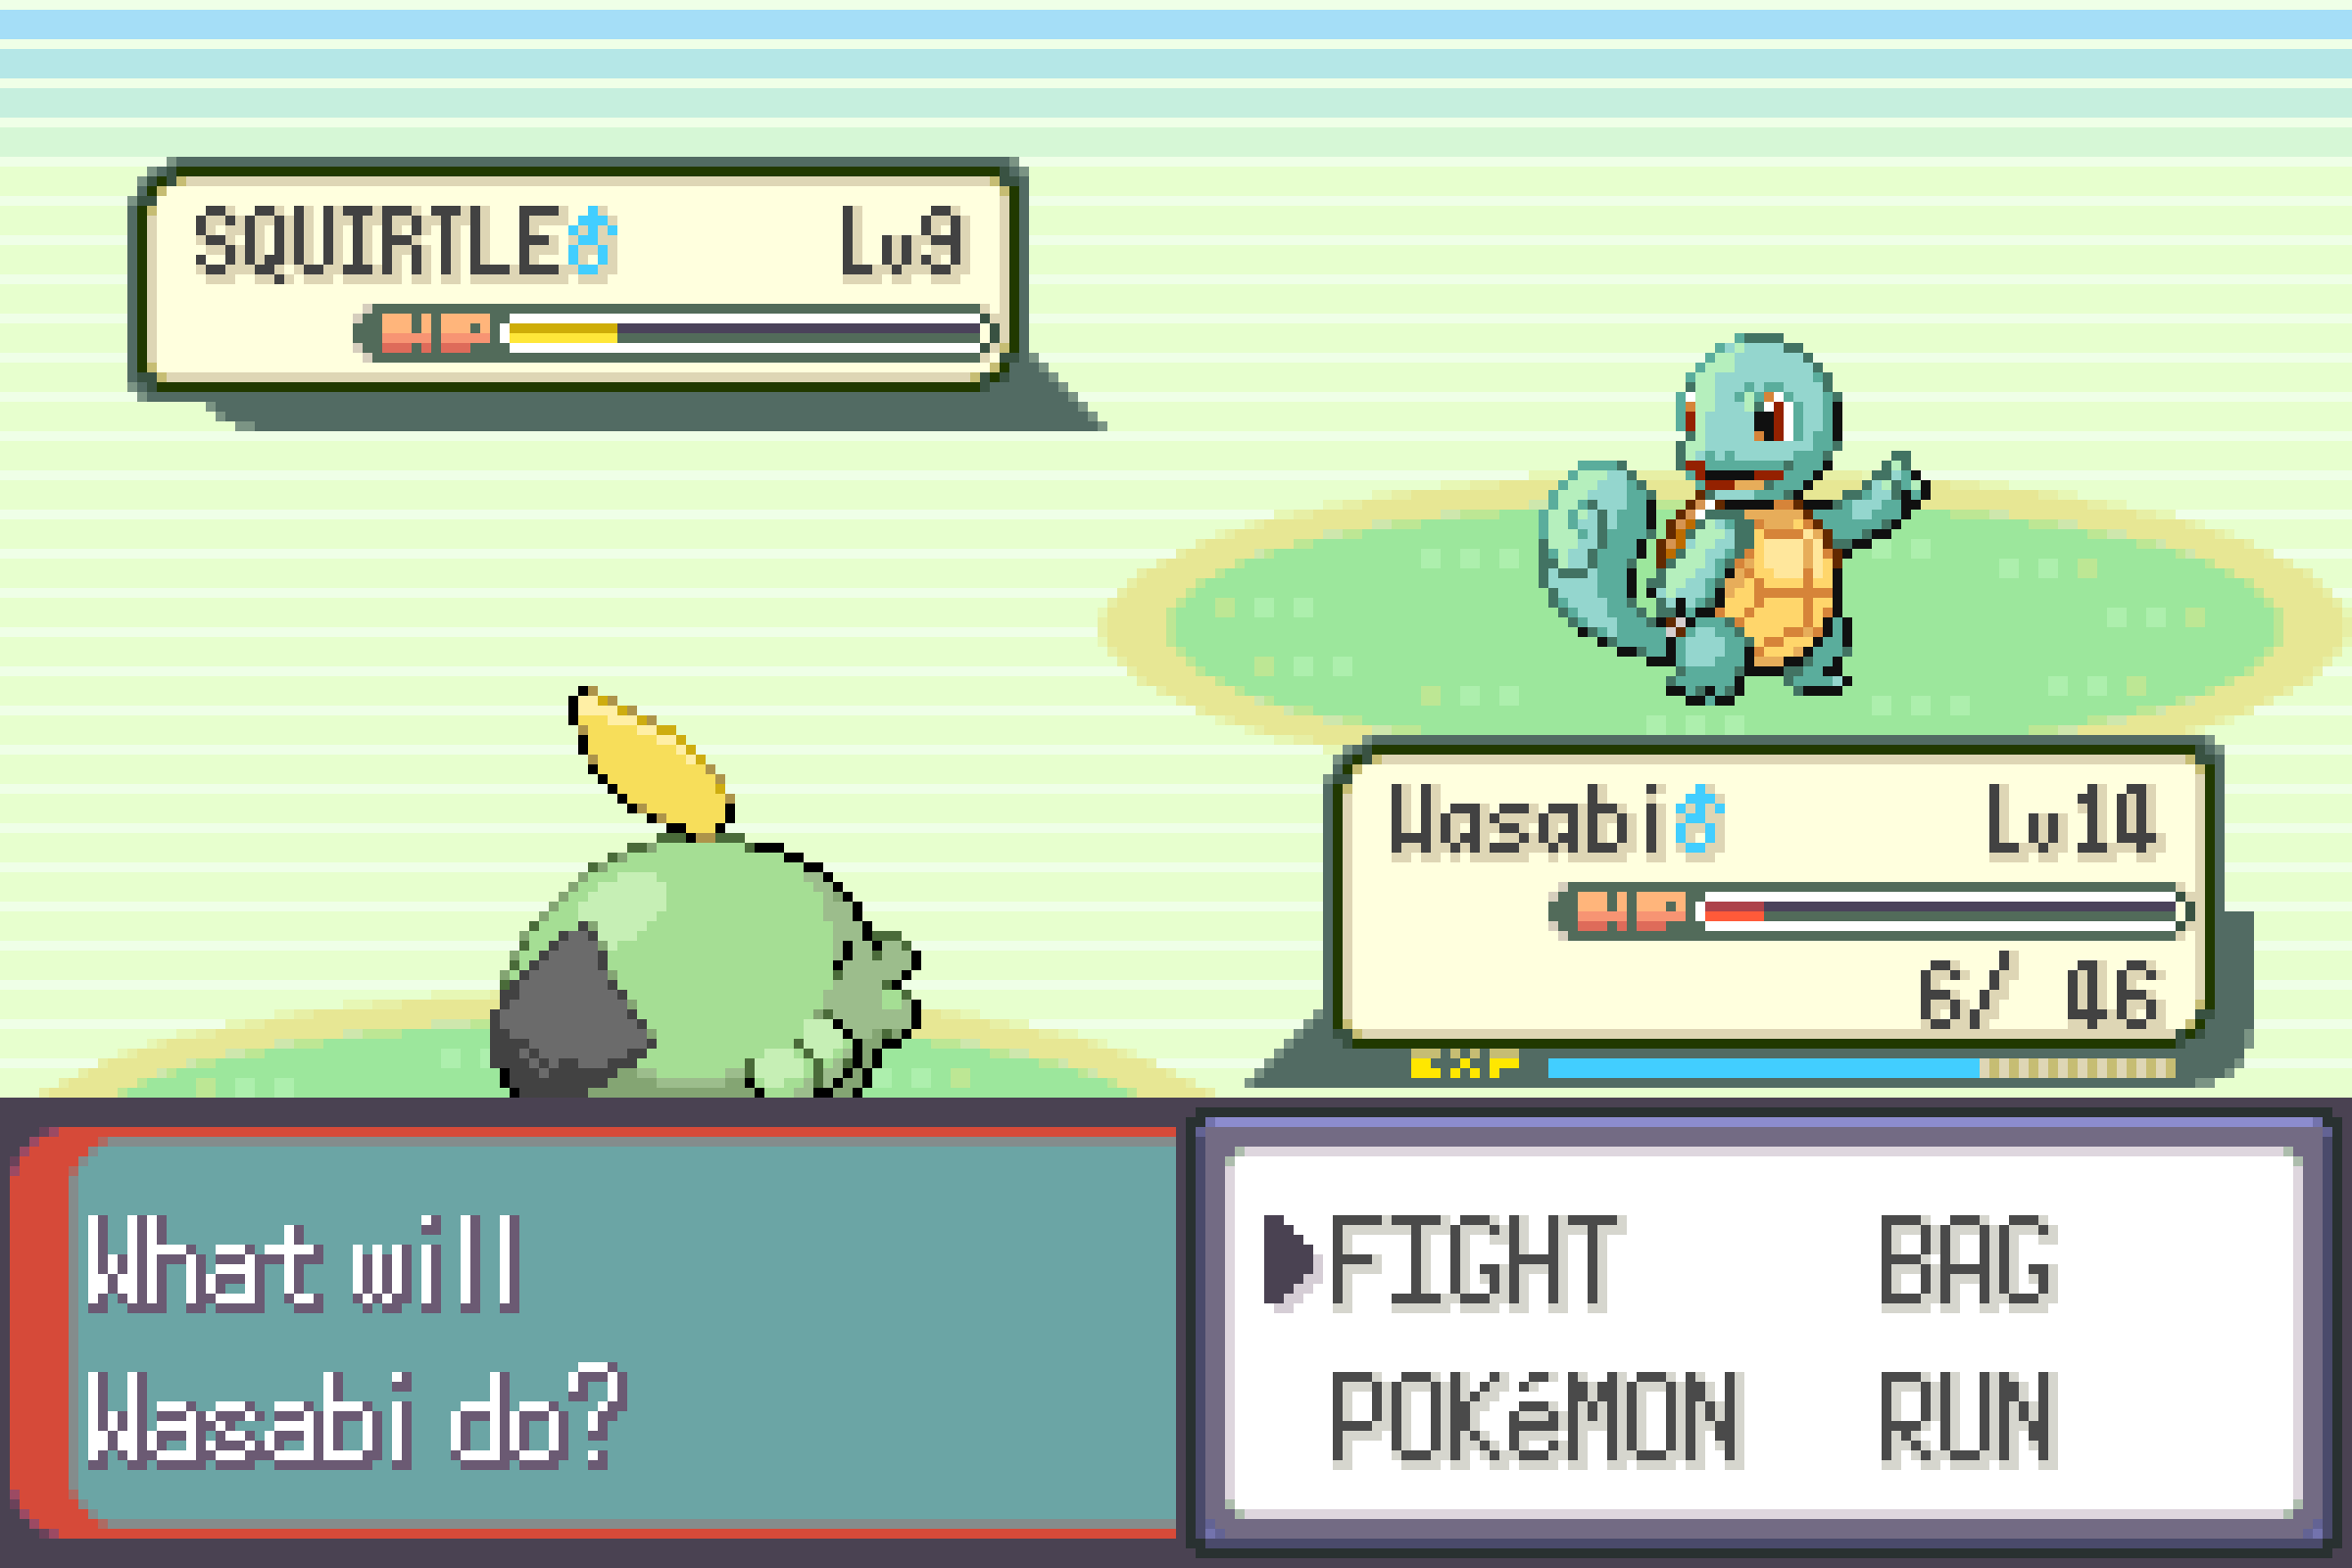 SQUIRTLE♂ Lv9
HP
Wasabi♂ Lv14
HP
6/ 46
EXP
What will
Wasabi do?
FIGHT BAG
POKéMON RUN